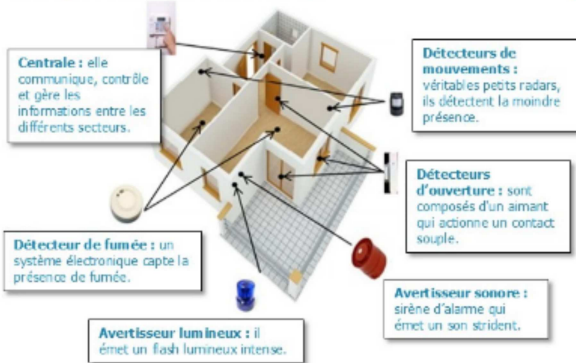 Centrale : elle
communique, contrôle
et gère les
informations entre les
différents secteurs.
Détecteurs de
mouvements :
véritables petits radars,
ils détectent la moindre
présence.
Détecteurs
d'ouverture : sont
composés d'un aimant
qui actionne un contact
souple.
Détecteur de fumée : un
système électronique capte la
présence de fumée.
Avertisseur sonore :
sirène d'alarme qui
émet un son strident.
Avertisseur lumineux : il
émet un flash lumineux intense.